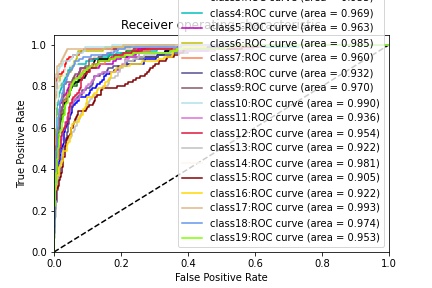 class4:ROC curve (area = 0.969)
Receiver
class5:ROC curve (area = 0.963)
class6:ROC curve (area = 0.985)
class7:ROC curve (area = 0.960)
class8:ROC curve (area = 0.932)
class9:ROC curve (area = 0.970)
class10:ROC curve (area = 0.990)
class11:ROC curve (area = 0.936)
class12:ROC curve (area = 0.954)
class13:ROC curve (area = 0.922)
class14:ROC curve (area = 0.981)
class15:ROC curve (area = 0.905)
class16:ROC curve (area = 0.922)
class17:ROC curve (area = 0.993)
class18:ROC curve (area = 0.974)
class19:ROC curve (area = 0.953)
True Positive Rate
1.0
0.8
0.6
0.4
0.2
0.0
0.0 0.2 0.4 0.6 0.8 1.0
False Positive Rate